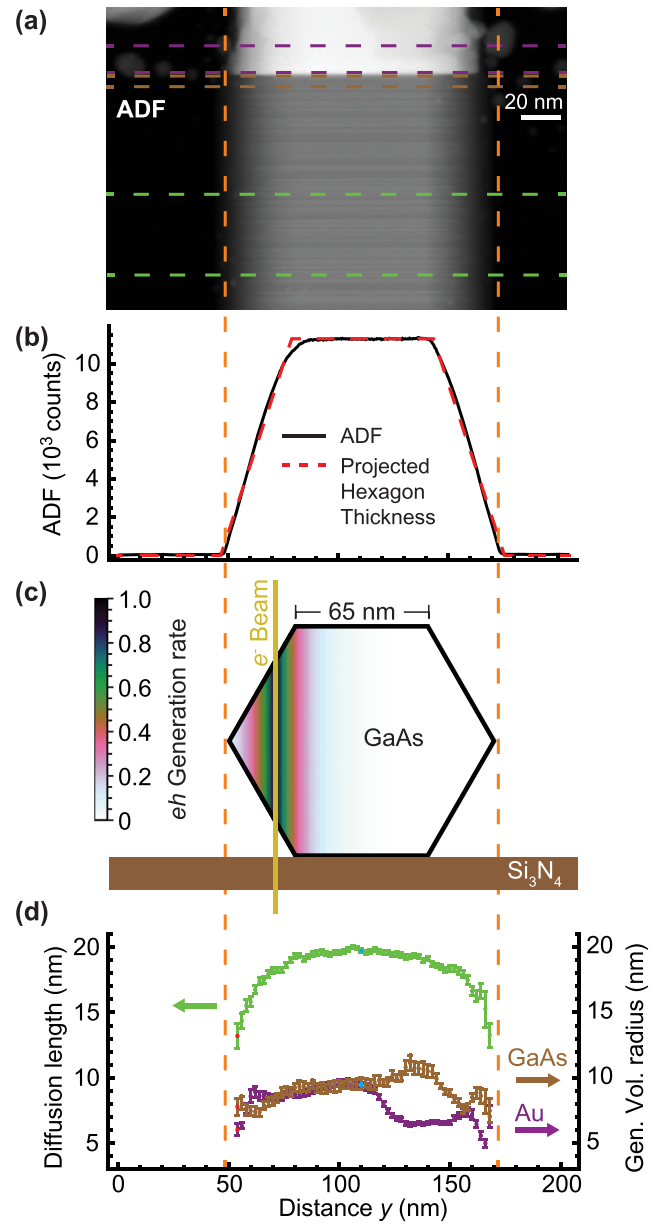 (a)
ADF
20 nm
(b)
ADF (10³ counts)
10
8
6
4
2
0
ADF
Projected
Hexagon
Thickness
(c)
eh Generation rate
1.0
0.8
0.6
0.4
0.2
0
e⁻ Beam
65 nm
GaAs
Si₃N₄
(d)
Diffusion length (nm)
20
15
10
5
20
15
10
5
Gen. Vol. radius (nm)
GaAs
Au
0 50 100 150 200
Distance y (nm)